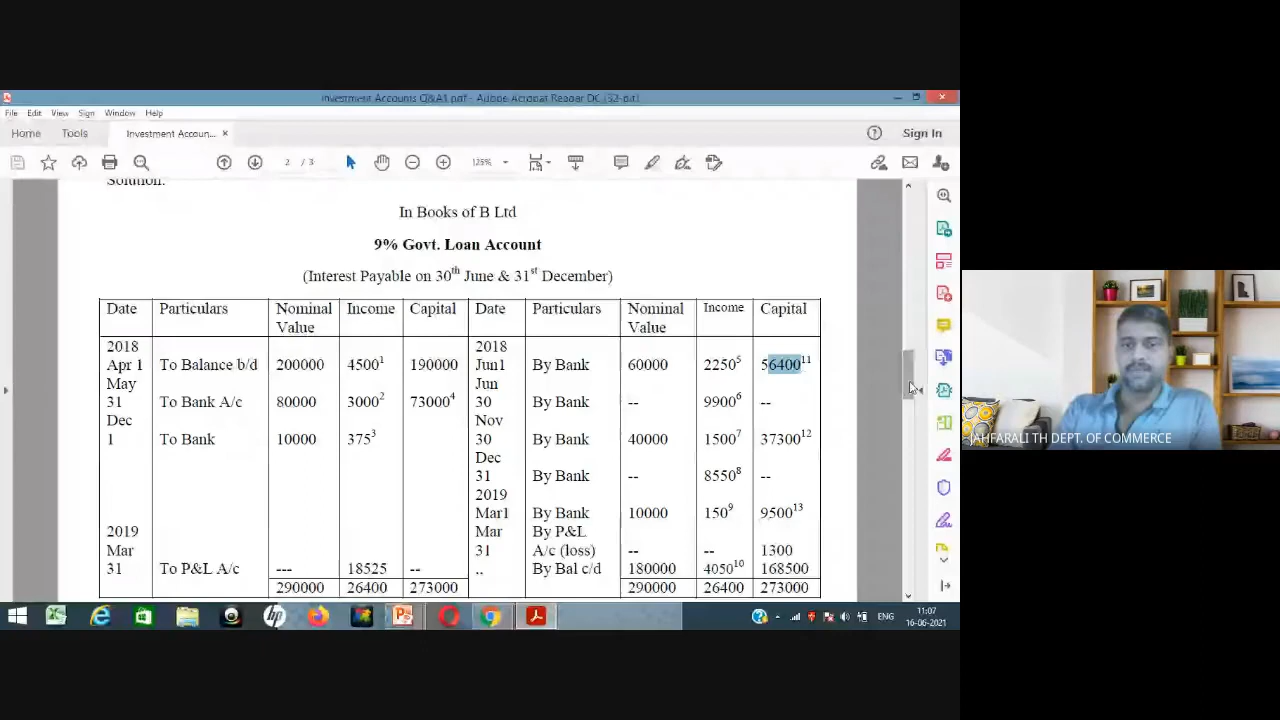 Investment Accounts Q&A1.pdf - Adobe Acrobat Reader DC (32-bit)
File Edit View Sign Window Help
Home Tools Investment Accoun... × Sign In
2 / 3 125%
Solution:
In Books of B Ltd
9% Govt. Loan Account
(Interest Payable on 30th June & 31st December)
Date Particulars Nominal Income Capital Date Particulars Nominal Income Capital
Value Value
2018 2018
Apr 1 To Balance b/d 200000 4500¹ 190000 Jun1 By Bank 60000 2250⁵ 56400¹¹
May Jun
31 To Bank A/c 80000 3000² 73000⁴ 30 By Bank -- 9900⁶ --
Dec Nov
1 To Bank 10000 375³ 30 By Bank 40000 1500⁷ 37300¹²
Dec
31 By Bank -- 8550⁸ --
2019
Mar1 By Bank 10000 150⁹ 9500¹³
2019 Mar By P&L
Mar 31 A/c (loss) -- -- 1300
31 To P&L A/c --- 18525 -- .. By Bal c/d 180000 4050¹⁰ 168500
290000 26400 273000 290000 26400 273000
JAHFARALI TH DEPT. OF COMMERCE
ENG 11:07
16-06-2021